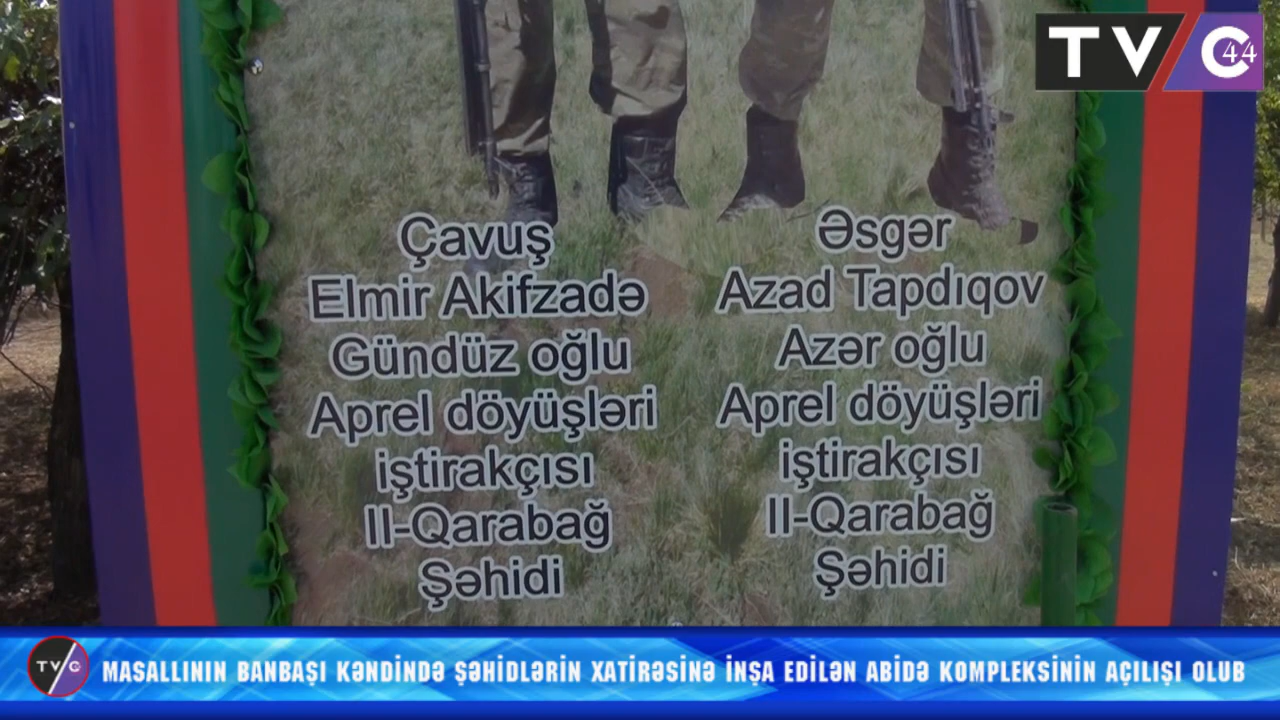 TVC 44
Çavuş
Elmir Akifzadə
Gündüz oğlu
Aprel döyüşləri
iştirakçısı
II-Qarabağ
Şəhidi
Əsgər
Azad Tapdıqov
Azər oğlu
Aprel döyüşləri
iştirakçısı
II-Qarabağ
Şəhidi
TVC MASALLININ BANBAŞI KƏNDİNDƏ ŞƏHİDLƏRİN XATİRƏSİNƏ İNŞA EDİLƏN ABİDƏ KOMPLEKSİNİN AÇILIŞI OLUB